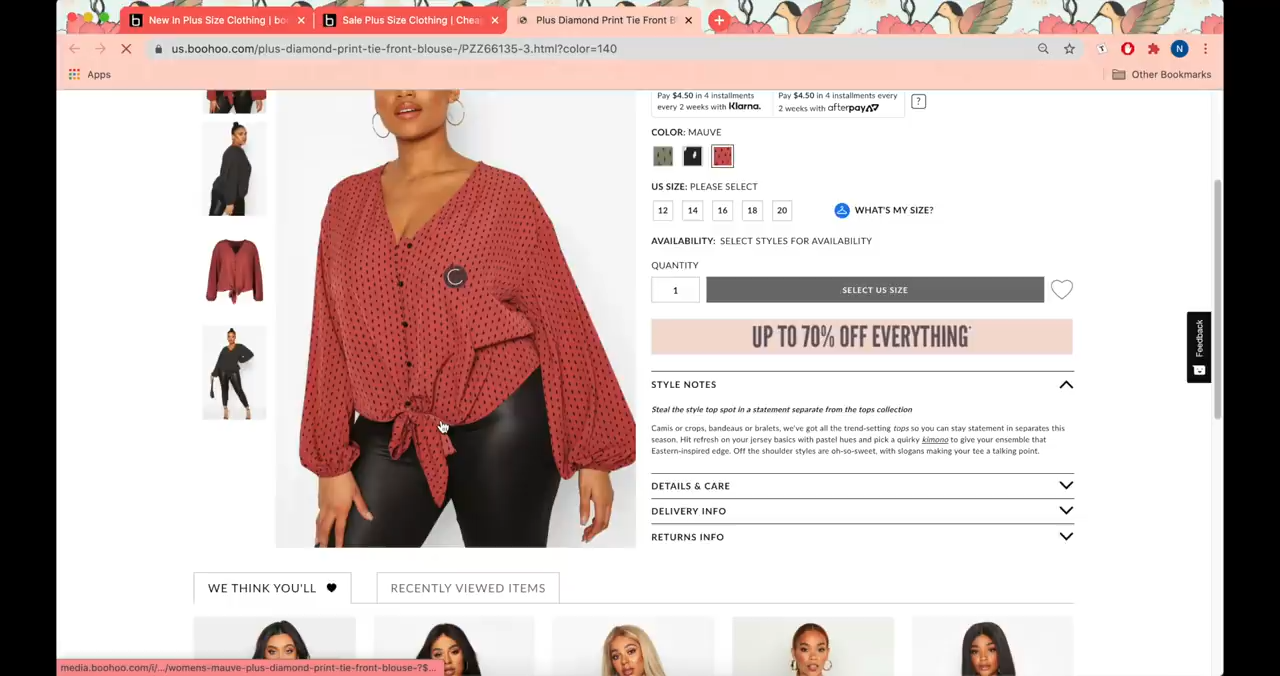 New In Plus Size Clothing | bo
Sale Plus Size Clothing | Chea
Plus Diamond Print Tie Front B
us.boohoo.com/plus-diamond-print-tie-front-blouse-/PZZ66135-3.html?color=140
N
Apps
Other Bookmarks
Pay $4.50 in 4 installments
every 2 weeks with Klarna.
Pay $4.50 in 4 installments every
2 weeks with afterpay
?
COLOR: MAUVE
US SIZE: PLEASE SELECT
12 14 16 18 20
WHAT'S MY SIZE?
AVAILABILITY: SELECT STYLES FOR AVAILABILITY
QUANTITY
1
SELECT US SIZE
UP TO 70% OFF EVERYTHING*
Feedback
STYLE NOTES
Steal the style top spot in a statement separate from the tops collection
Camis or crops, bandeaus or bralets, we've got all the trend-setting tops so you can stay statement in separates this
season. Hit refresh on your jersey basics with pastel hues and pick a quirky kimono to give your ensemble that
Eastern-inspired edge. Off the shoulder styles are oh-so-sweet, with slogans making your tee a talking point.
DETAILS & CARE
DELIVERY INFO
RETURNS INFO
WE THINK YOU'LL
RECENTLY VIEWED ITEMS
media.boohoo.com/i/.../womens-mauve-plus-diamond-print-tie-front-blouse-?$...